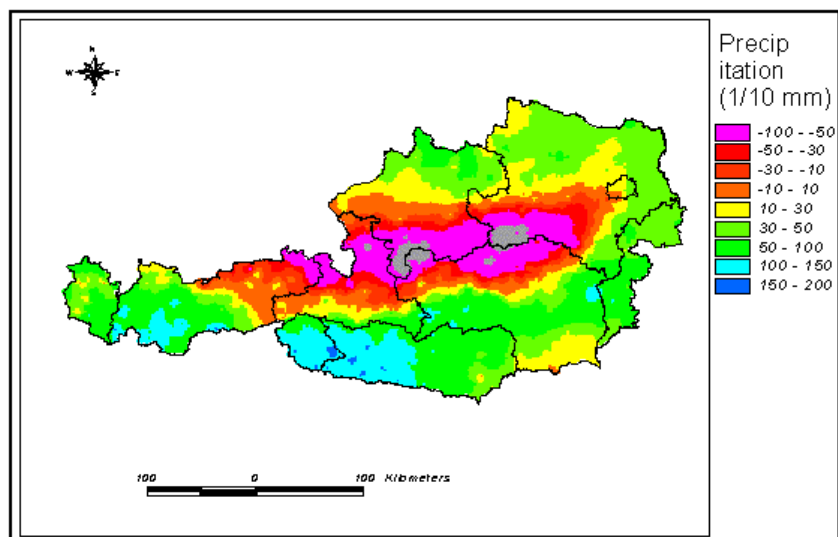 N
W E
S
Precip
itation
(1/10 mm)
-100 - -50
-50 - -30
-30 - -10
-10 - 10
10 - 30
30 - 50
50 - 100
100 - 150
150 - 200
100 0 100 Kilometers